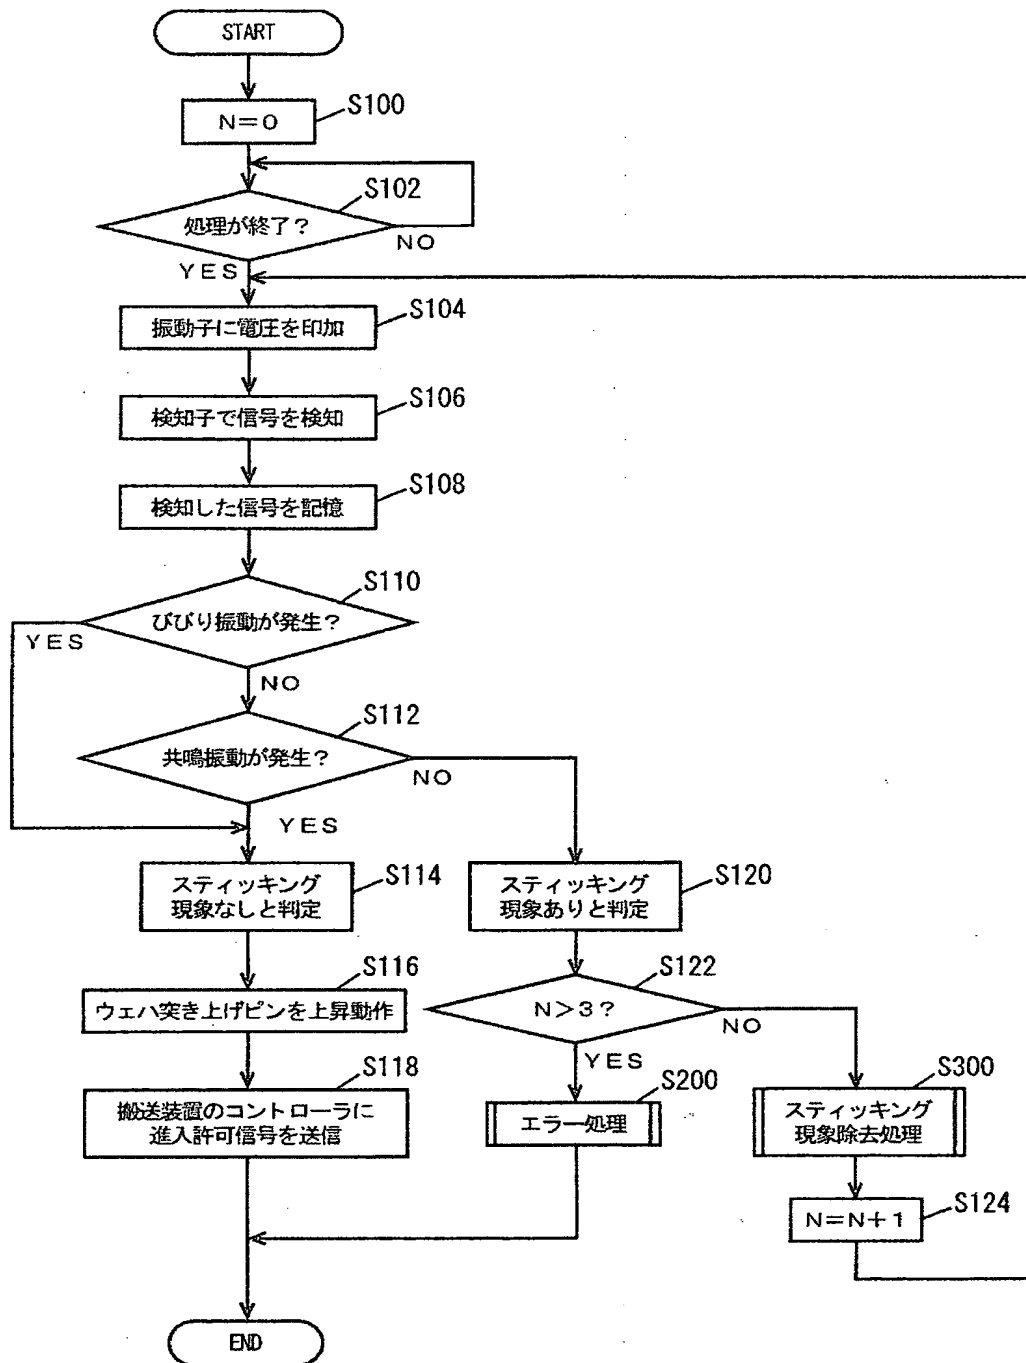 START
S100
N=0
S102
処理が終了？
NO
YES
S104
振動子に電圧を印加
S106
検知子で信号を検知
S108
検知した信号を記憶
S110
びびり振動が発生？
YES
NO
S112
共鳴振動が発生？
NO
YES
S114
スティッキング
現象なしと判定
S120
スティッキング
現象ありと判定
S116
ウェハ突き上げピンを上昇動作
S122
N>3？
NO
YES
S118
搬送装置のコントローラに
進入許可信号を送信
S200
エラー処理
S300
スティッキング
現象除去処理
S124
N=N+1
END